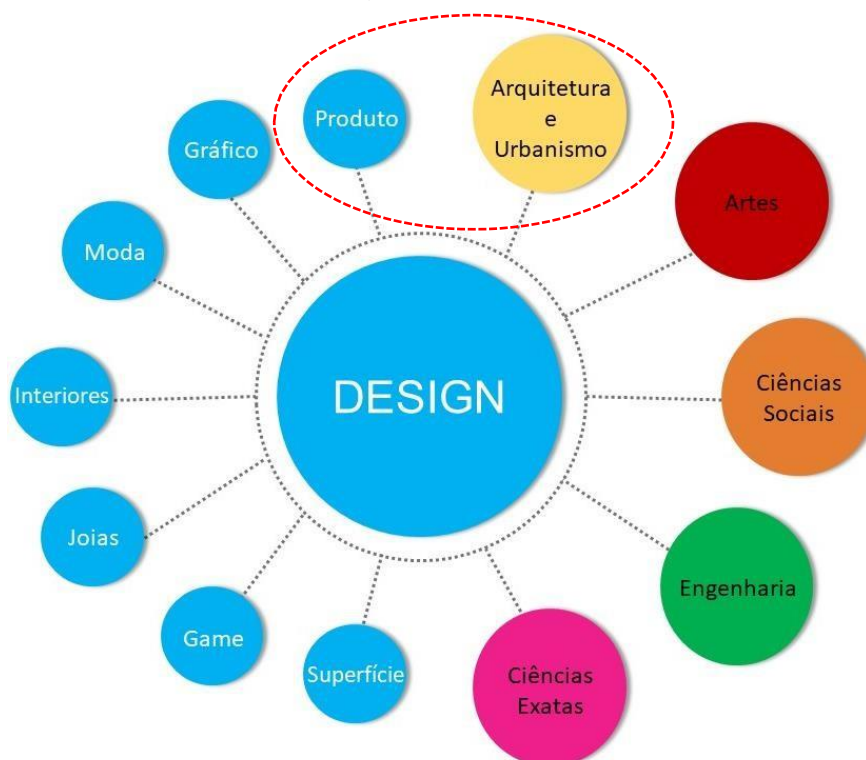 Produto
Arquitetura
e
Urbanismo
Gráfico
Artes
Moda
DESIGN
Interiores
Ciências
Sociais
Joias
Engenharia
Game
Superfície
Ciências
Exatas